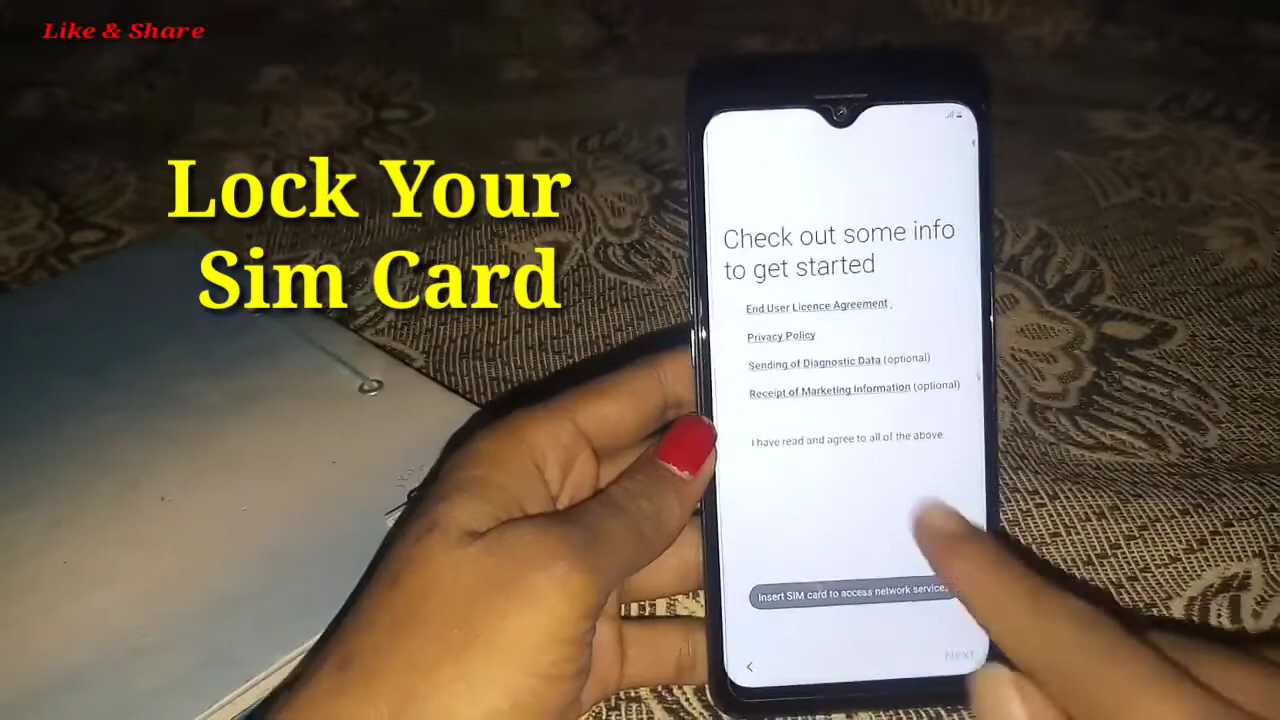 Like & Share
Lock Your
Sim Card
Check out some info
to get started
End User Licence Agreement ,
Privacy Policy
Sending of Diagnostic Data (optional)
Receipt of Marketing Information (optional)
I have read and agree to all of the above
Insert SIM card to access network service.
Next